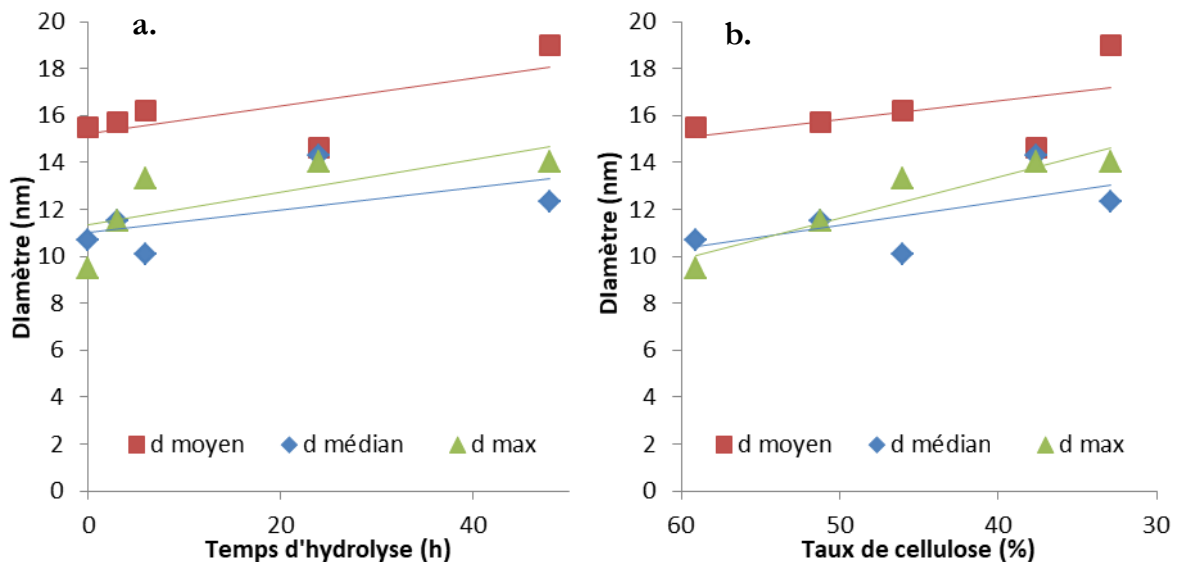 a.
20
18
16
14
12
10
8
6
4
2
0
DIamètre (nm)
d moyen d médian d max
0 20 40
Temps d'hydrolyse (h)
b.
20
18
16
14
12
10
8
6
4
2
0
DIamètre (nm)
d moyen d médian d max
60 50 40 30
Taux de cellulose (%)